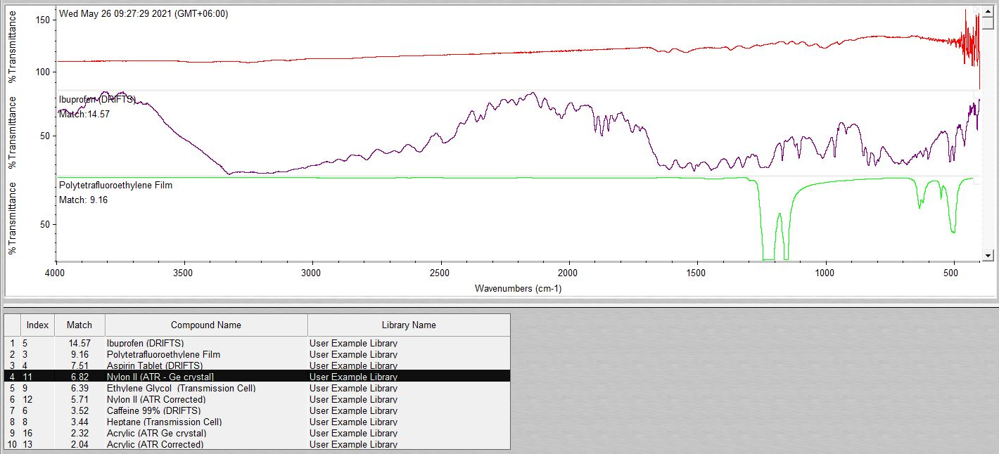 Wed May 26 09:27:29 2021 (GMT+06:00)
% Transmittance
150
100
Ibuprofen (DRIFTS)
Match:14.57
% Transmittance
50
Polytetrafluoroethylene Film
Match: 9.16
% Transmittance
50
4000 3500 3000 2500 2000 1500 1000 500
Wavenumbers (cm-1)
Index Match Compound Name Library Name
1 5 14.57 Ibuprofen (DRIFTS) User Example Library
2 3 9.16 Polytetrafluoroethylene Film User Example Library
3 4 7.51 Aspirin Tablet (DRIFTS) User Example Library
4 11 6.82 Nylon II (ATR - Ge crystal] User Example Library
5 9 6.39 Ethylene Glycol (Transmission Cell) User Example Library
6 12 5.71 Nylon II (ATR Corrected) User Example Library
7 6 3.52 Caffeine 99% (DRIFTS) User Example Library
8 8 3.44 Heptane (Transmission Cell) User Example Library
9 16 2.32 Acrylic (ATR Ge crystal) User Example Library
10 13 2.04 Acrylic (ATR Corrected) User Example Library